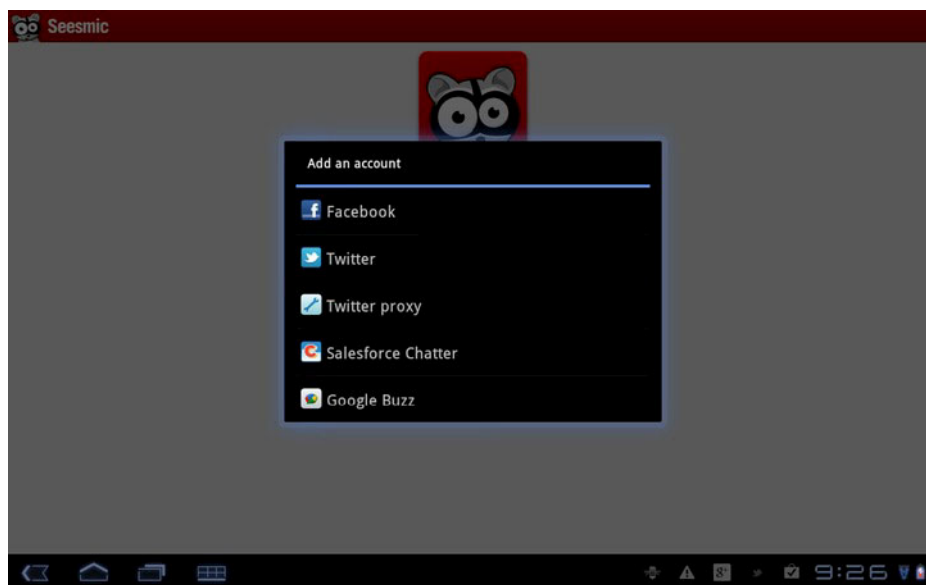 Seesmic
Add an account
Facebook
Twitter
Twitter proxy
Salesforce Chatter
Google Buzz
9:26